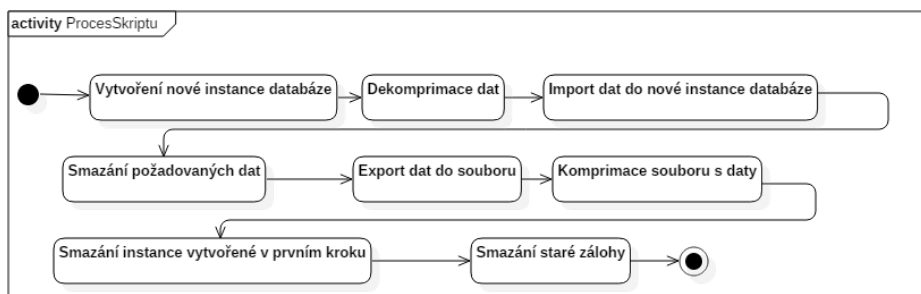 activity ProcesSkriptu
Vytvoření nové instance databáze
Dekomprimace dat
Import dat do nové instance databáze
Smazání požadovaných dat
Export dat do souboru
Komprimace souboru s daty
Smazání instance vytvořené v prvním kroku
Smazání staré zálohy